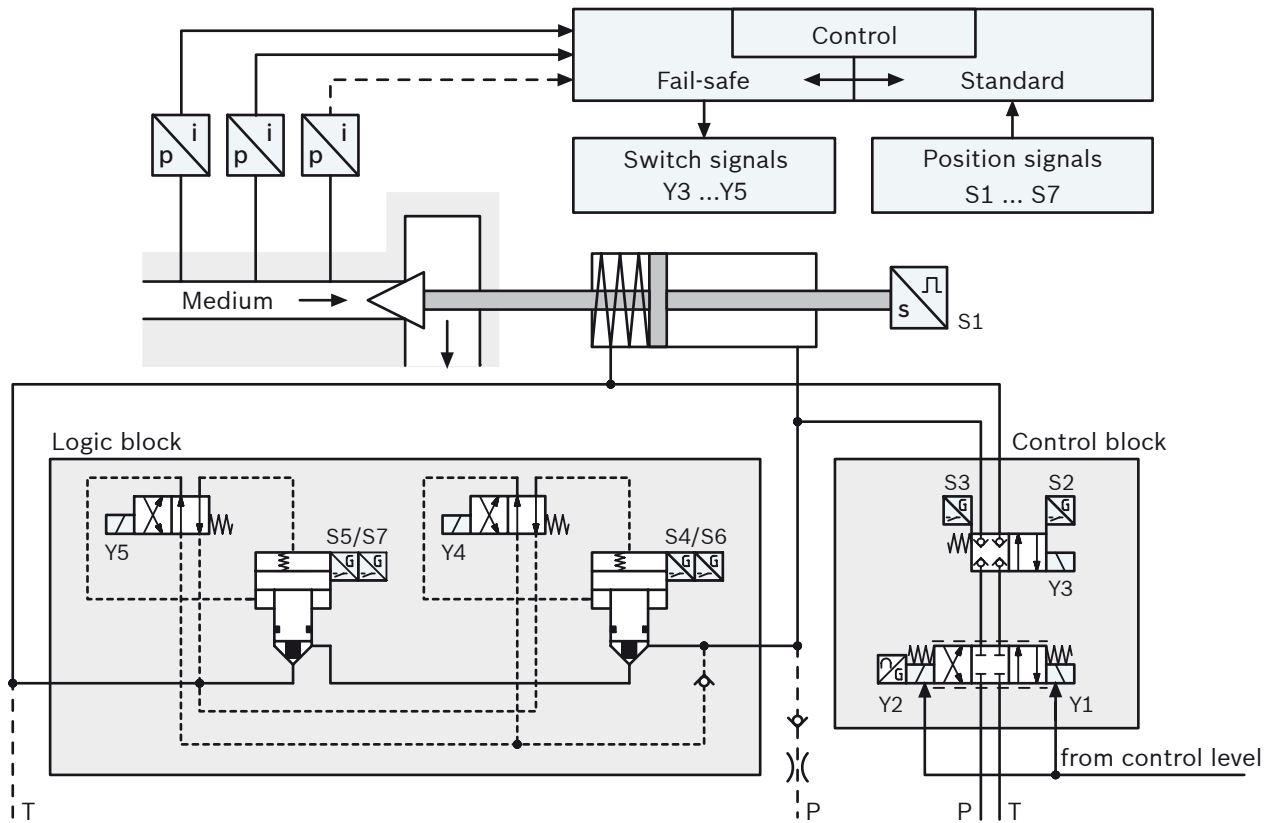 Control
Fail-safe
Standard
i
p
i
p
i
p
Switch signals
Y3 ...Y5
Position signals
S1 ... S7
Medium
s
S1
Logic block
Control block
S3
S2
G
G
Y5
S5/S7
G
G
Y4
S4/S6
G
G
Y3
G
Y2
Y1
from control level
T
P
P
T